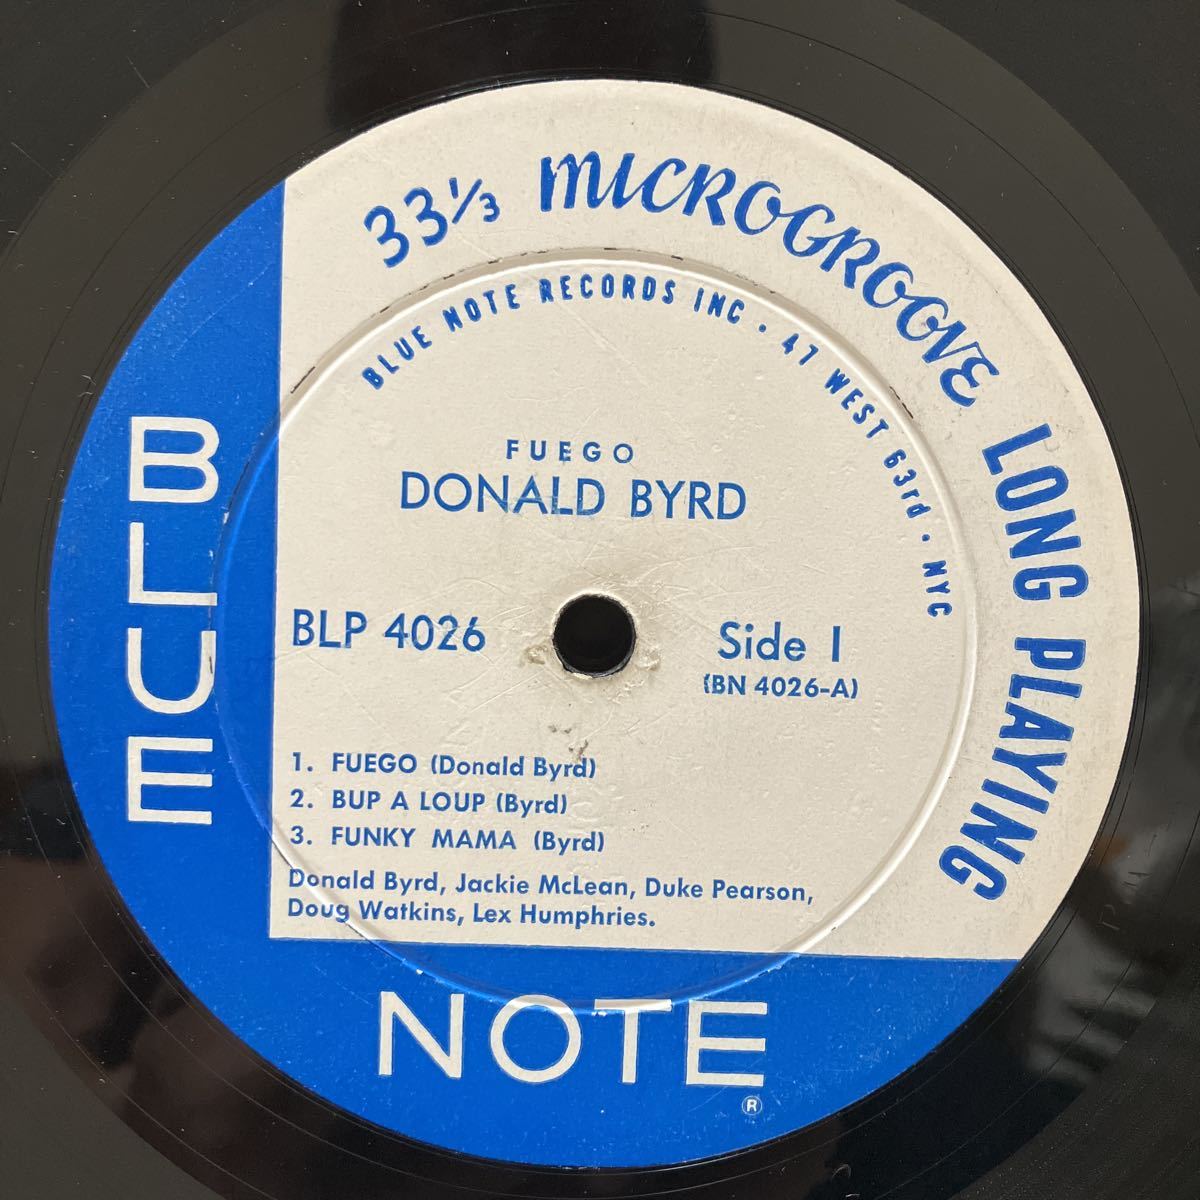 33⅓ MICROGROOVE LONG PLAYING
BLUE NOTE RECORDS INC • 47 WEST 63rd • NYC
FUEGO
DONALD BYRD
BLP 4026
Side 1
(BN 4026-A)
1. FUEGO (Donald Byrd)
2. BUP A LOUP (Byrd)
3. FUNKY MAMA (Byrd)
Donald Byrd, Jackie McLean, Duke Pearson,
Doug Watkins, Lex Humphries.
BLUE
NOTE
®